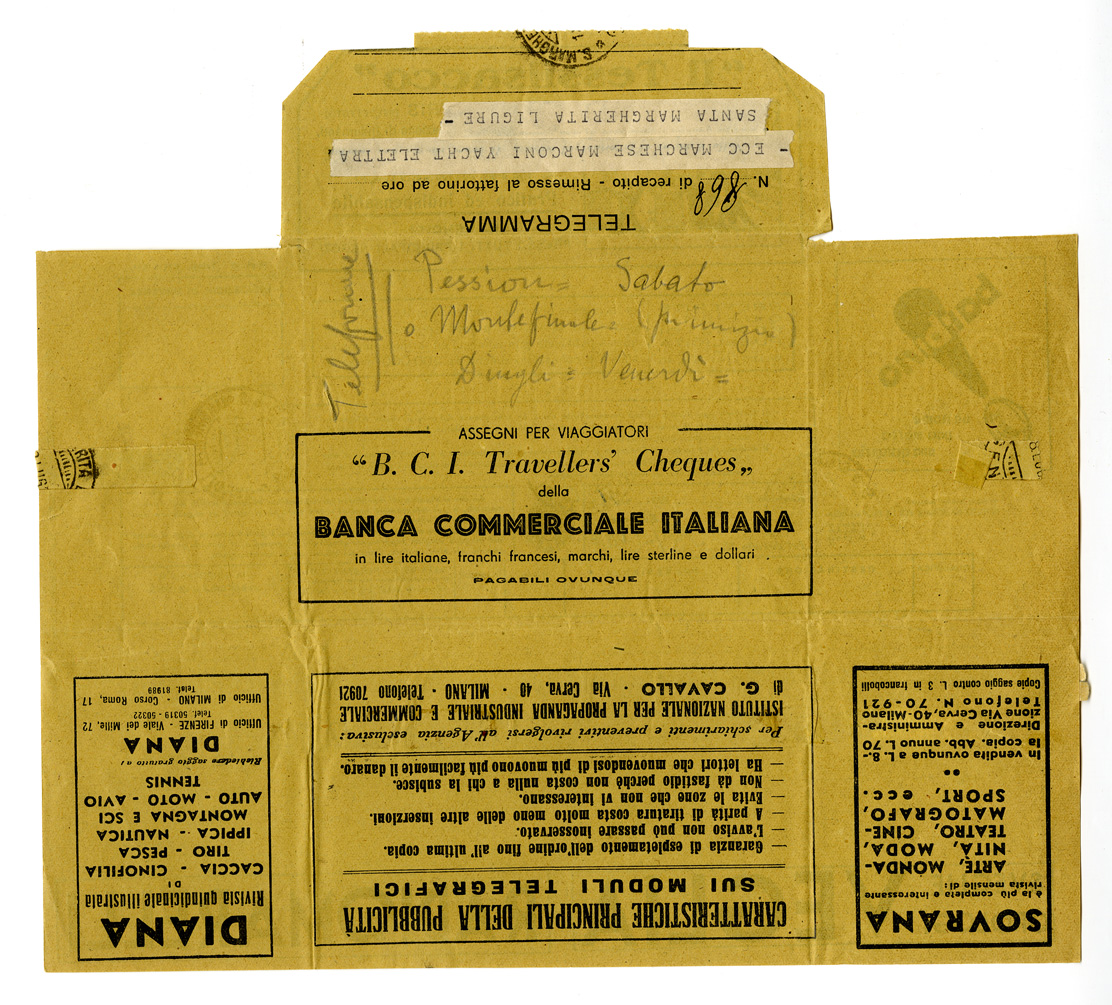 S. MARGHE
SANTA MARGHERITA LIGURE-
- ECC MARCHESE MARCONI YACHT ELETTRA
N. 868 di recapito - Rimesso al fattorino ad ore
TELEGRAMMA
Telefonare
Pession = Sabato
o Montefinale = (
= Venerdì =
RITA
ASSEGNI PER VIAGGIATORI
“B. C. I. Travellers’ Cheques„
della
BANCA COMMERCIALE ITALIANA
in lire italiane, franchi francesi, marchi, lire sterline e dollari .
PAGABILI OVUNQUE
DIANA
Rivista quindicinale illustrata
DI
CACCIA - CINOFILIA
TIRO - PESCA
IPPICA - NAUTICA
MONTAGNA E SCI
AUTO - MOTO - AVIO
TENNIS
Richiedere saggio gratuito a:
DIANA
Ufficio di FIRENZE - Viale dei Mille, 72
Telef. 50319 - 50322
Ufficio di MILANO - Corso Roma, 17
Telef. 81989
CARATTERISTICHE PRINCIPALI DELLA PUBBLICITÀ
SUI MODULI TELEGRAFICI
— Garanzia di espletamento dell'ordine fino all'ultima copia.
— L'avviso non può passare inosservato.
— A parità di tiratura costa molto meno delle altre inserzioni.
— Evita le zone che non vi interessano.
— Non dà fastidio perchè non costa nulla a chi la subisce.
— Ha lettori che muovendosi di più muovono più facilmente il danaro.
Per schiarimenti e preventivi rivolgersi all'Agenzia esclusiva:
ISTITUTO NAZIONALE PER LA PROPAGANDA INDUSTRIALE E COMMERCIALE
di G. CAVALLO · Via Cerva, 40 · MILANO · Telefono 70921
SOVRANA
è la più completa e interessante
rivista mensile di:
ARTE, MONDA-
NITÀ, MODA,
TEATRO, CINE-
MATOGRAFO,
SPORT, ecc.
••
In vendita ovunque a L. 8.-
la copia. Abb. annuo L. 70
Direzione e Amministra-
zione Via Cerva 40-Milano
Telefono N. 70-921
Copie saggio contro L. 3 in francobolli